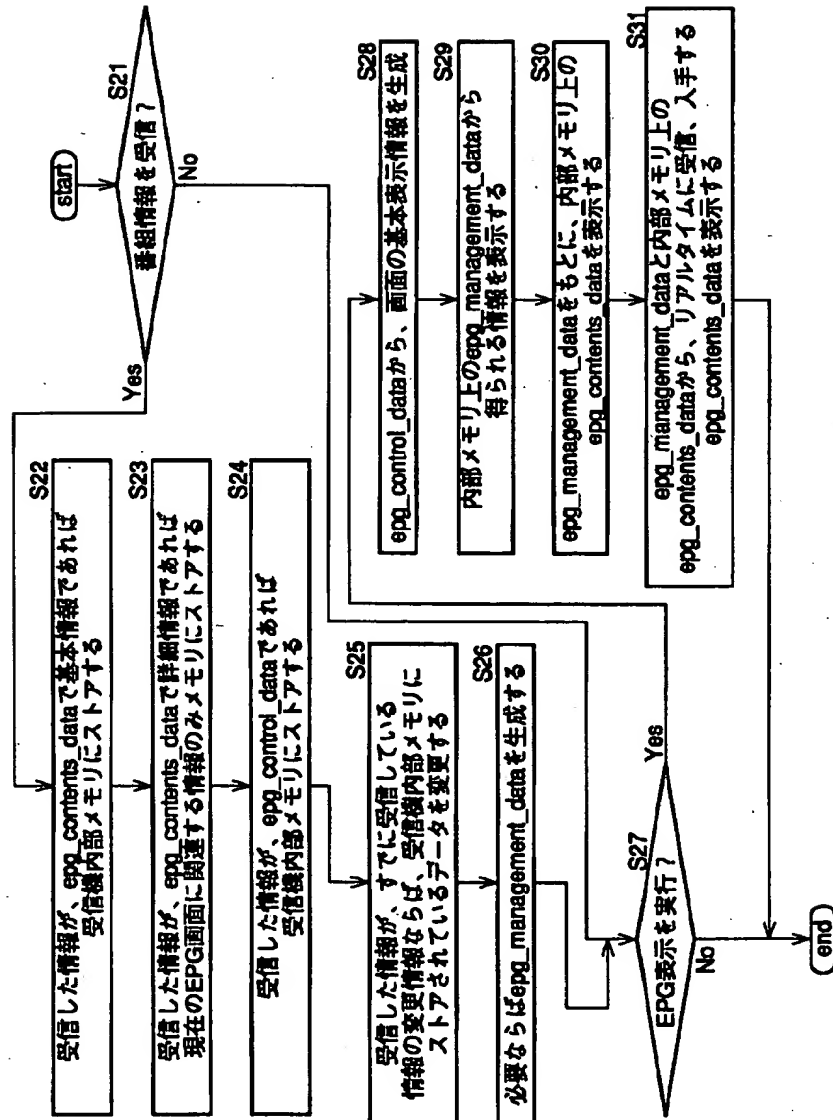 start
S21
番組情報を受信？
Yes
No
S22
受信した情報が、epg_contents_dataで基本情報であれば
受信機内部メモリにストアする
S23
受信した情報が、epg_contents_dataで詳細情報であれば
現在のEPG画面に関連する情報のみメモリにストアする
S24
受信した情報が、epg_control_dataであれば
受信機内部メモリにストアする
S25
受信した情報が、すでに受信している
情報の変更情報ならば、受信機内部メモリに
ストアされているデータを変更する
S26
必要ならばepg_management_dataを生成する
S27
EPG表示を実行？
Yes
No
S28
epg_control_dataから、画面の基本表示情報を生成
S29
内部メモリ上のepg_management_dataから
得られる情報を表示する
S30
epg_management_dataをもとに、内部メモリ上の
epg_contents_dataを表示する
S31
epg_management_dataと内部メモリ上の
epg_contents_dataから、リアルタイムに受信、入手する
epg_contents_dataを表示する
end